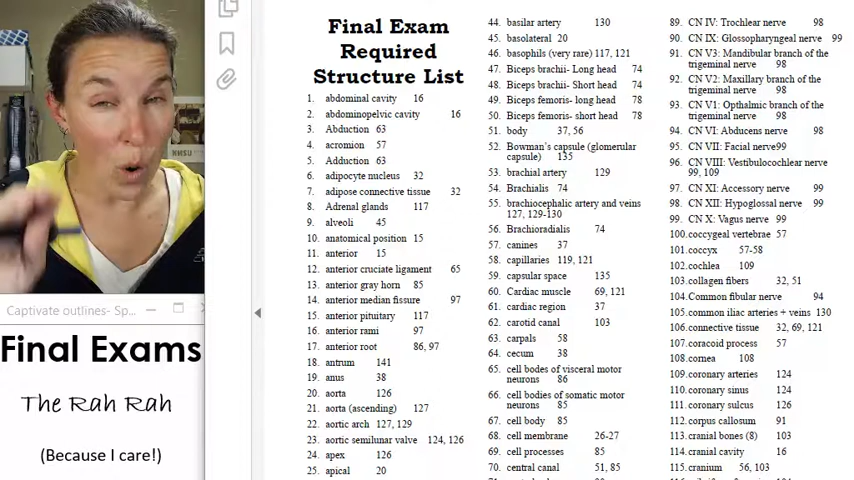 NMSU
Captivate outlines- Sp...
Final Exams
The Rah Rah
(Because I care!)
Final Exam
Required
Structure List
1. abdominal cavity 16
2. abdominopelvic cavity 16
3. Abduction 63
4. acromion 57
5. Adduction 63
6. adipocyte nucleus 32
7. adipose connective tissue 32
8. Adrenal glands 117
9. alveoli 45
10. anatomical position 15
11. anterior 15
12. anterior cruciate ligament 65
13. anterior gray horn 85
14. anterior median fissure 97
15. anterior pituitary 117
16. anterior rami 97
17. anterior root 86, 97
18. antrum 141
19. anus 38
20. aorta 126
21. aorta (ascending) 127
22. aortic arch 127, 129
23. aortic semilunar valve 124, 126
24. apex 126
25. apical 20
44. basilar artery 130
45. basolateral 20
46. basophils (very rare) 117, 121
47. Biceps brachii- Long head 74
48. Biceps brachii- Short head 74
49. Biceps femoris- long head 78
50. Biceps femoris- short head 78
51. body 37, 56
52. Bowman's capsule (glomerular
capsule) 135
53. brachial artery 129
54. Brachialis 74
55. brachiocephalic artery and veins
127, 129-130
56. Brachioradialis 74
57. canines 37
58. capillaries 119, 121
59. capsular space 135
60. Cardiac muscle 69, 121
61. cardiac region 37
62. carotid canal 103
63. carpals 58
64. cecum 38
65. cell bodes of visceral motor
neurons 86
66. cell bodies of somatic motor
neurons 85
67. cell body 85
68. cell membrane 26-27
69. cell processes 85
70. central canal 51, 85
89. CN IV: Trochlear nerve 98
90. CN IX: Glossopharyngeal nerve 99
91. CN V3: Mandibular branch of the
trigeminal nerve 98
92. CN V2: Maxillary branch of the
trigeminal nerve 98
93. CN V1: Opthalmic branch of the
trigeminal nerve 98
94. CN VI: Abducens nerve 98
95. CN VII: Facial nerve99
96. CN VIII: Vestibulocochlear nerve
99, 109
97. CN XI: Accessory nerve 99
98. CN XII: Hypoglossal nerve 99
99. CN X: Vagus nerve 99
100. coccygeal vertebrae 57
101. coccyx 57-58
102. cochlea 109
103. collagen fibers 32, 51
104. Common fibular nerve 94
105. common iliac arteries + veins 130
106. connective tissue 32, 69, 121
107. coracoid process 57
108. cornea 108
109. coronary arteries 124
110. coronary sinus 124
111. coronary sulcus 126
112. corpus callosum 91
113. cranial bones (8) 103
114. cranial cavity 16
115. cranium 56, 103